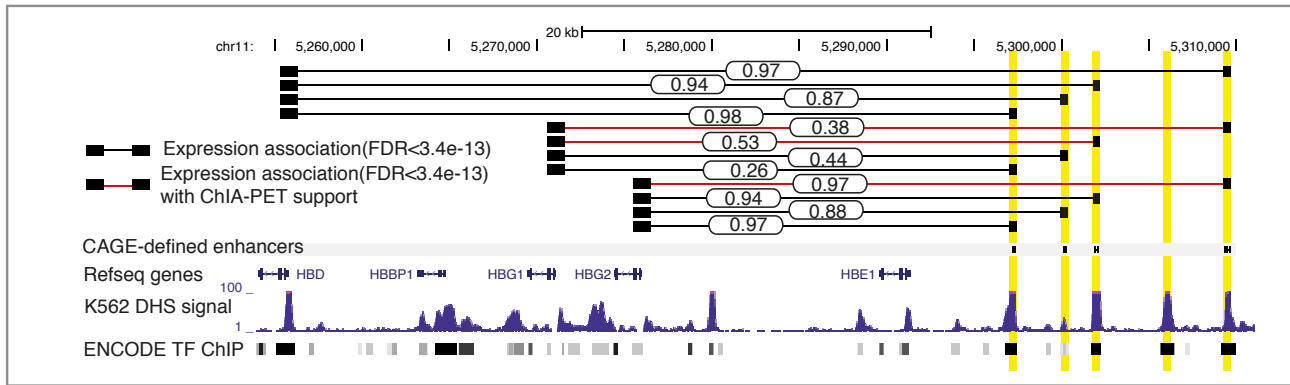 20 kb
chr11: 5,260,000 5,270,000 5,280,000 5,290,000 5,300,000 5,310,000
0.97
0.94
0.87
0.98
0.38
0.53
0.44
0.26
0.97
0.94
0.88
0.97
Expression association(FDR<3.4e-13)
Expression association(FDR<3.4e-13)
with ChIA-PET support
CAGE-defined enhancers
Refseq genes HBD HBBP1 HBG1 HBG2 HBE1
100
K562 DHS signal
1
ENCODE TF ChIP